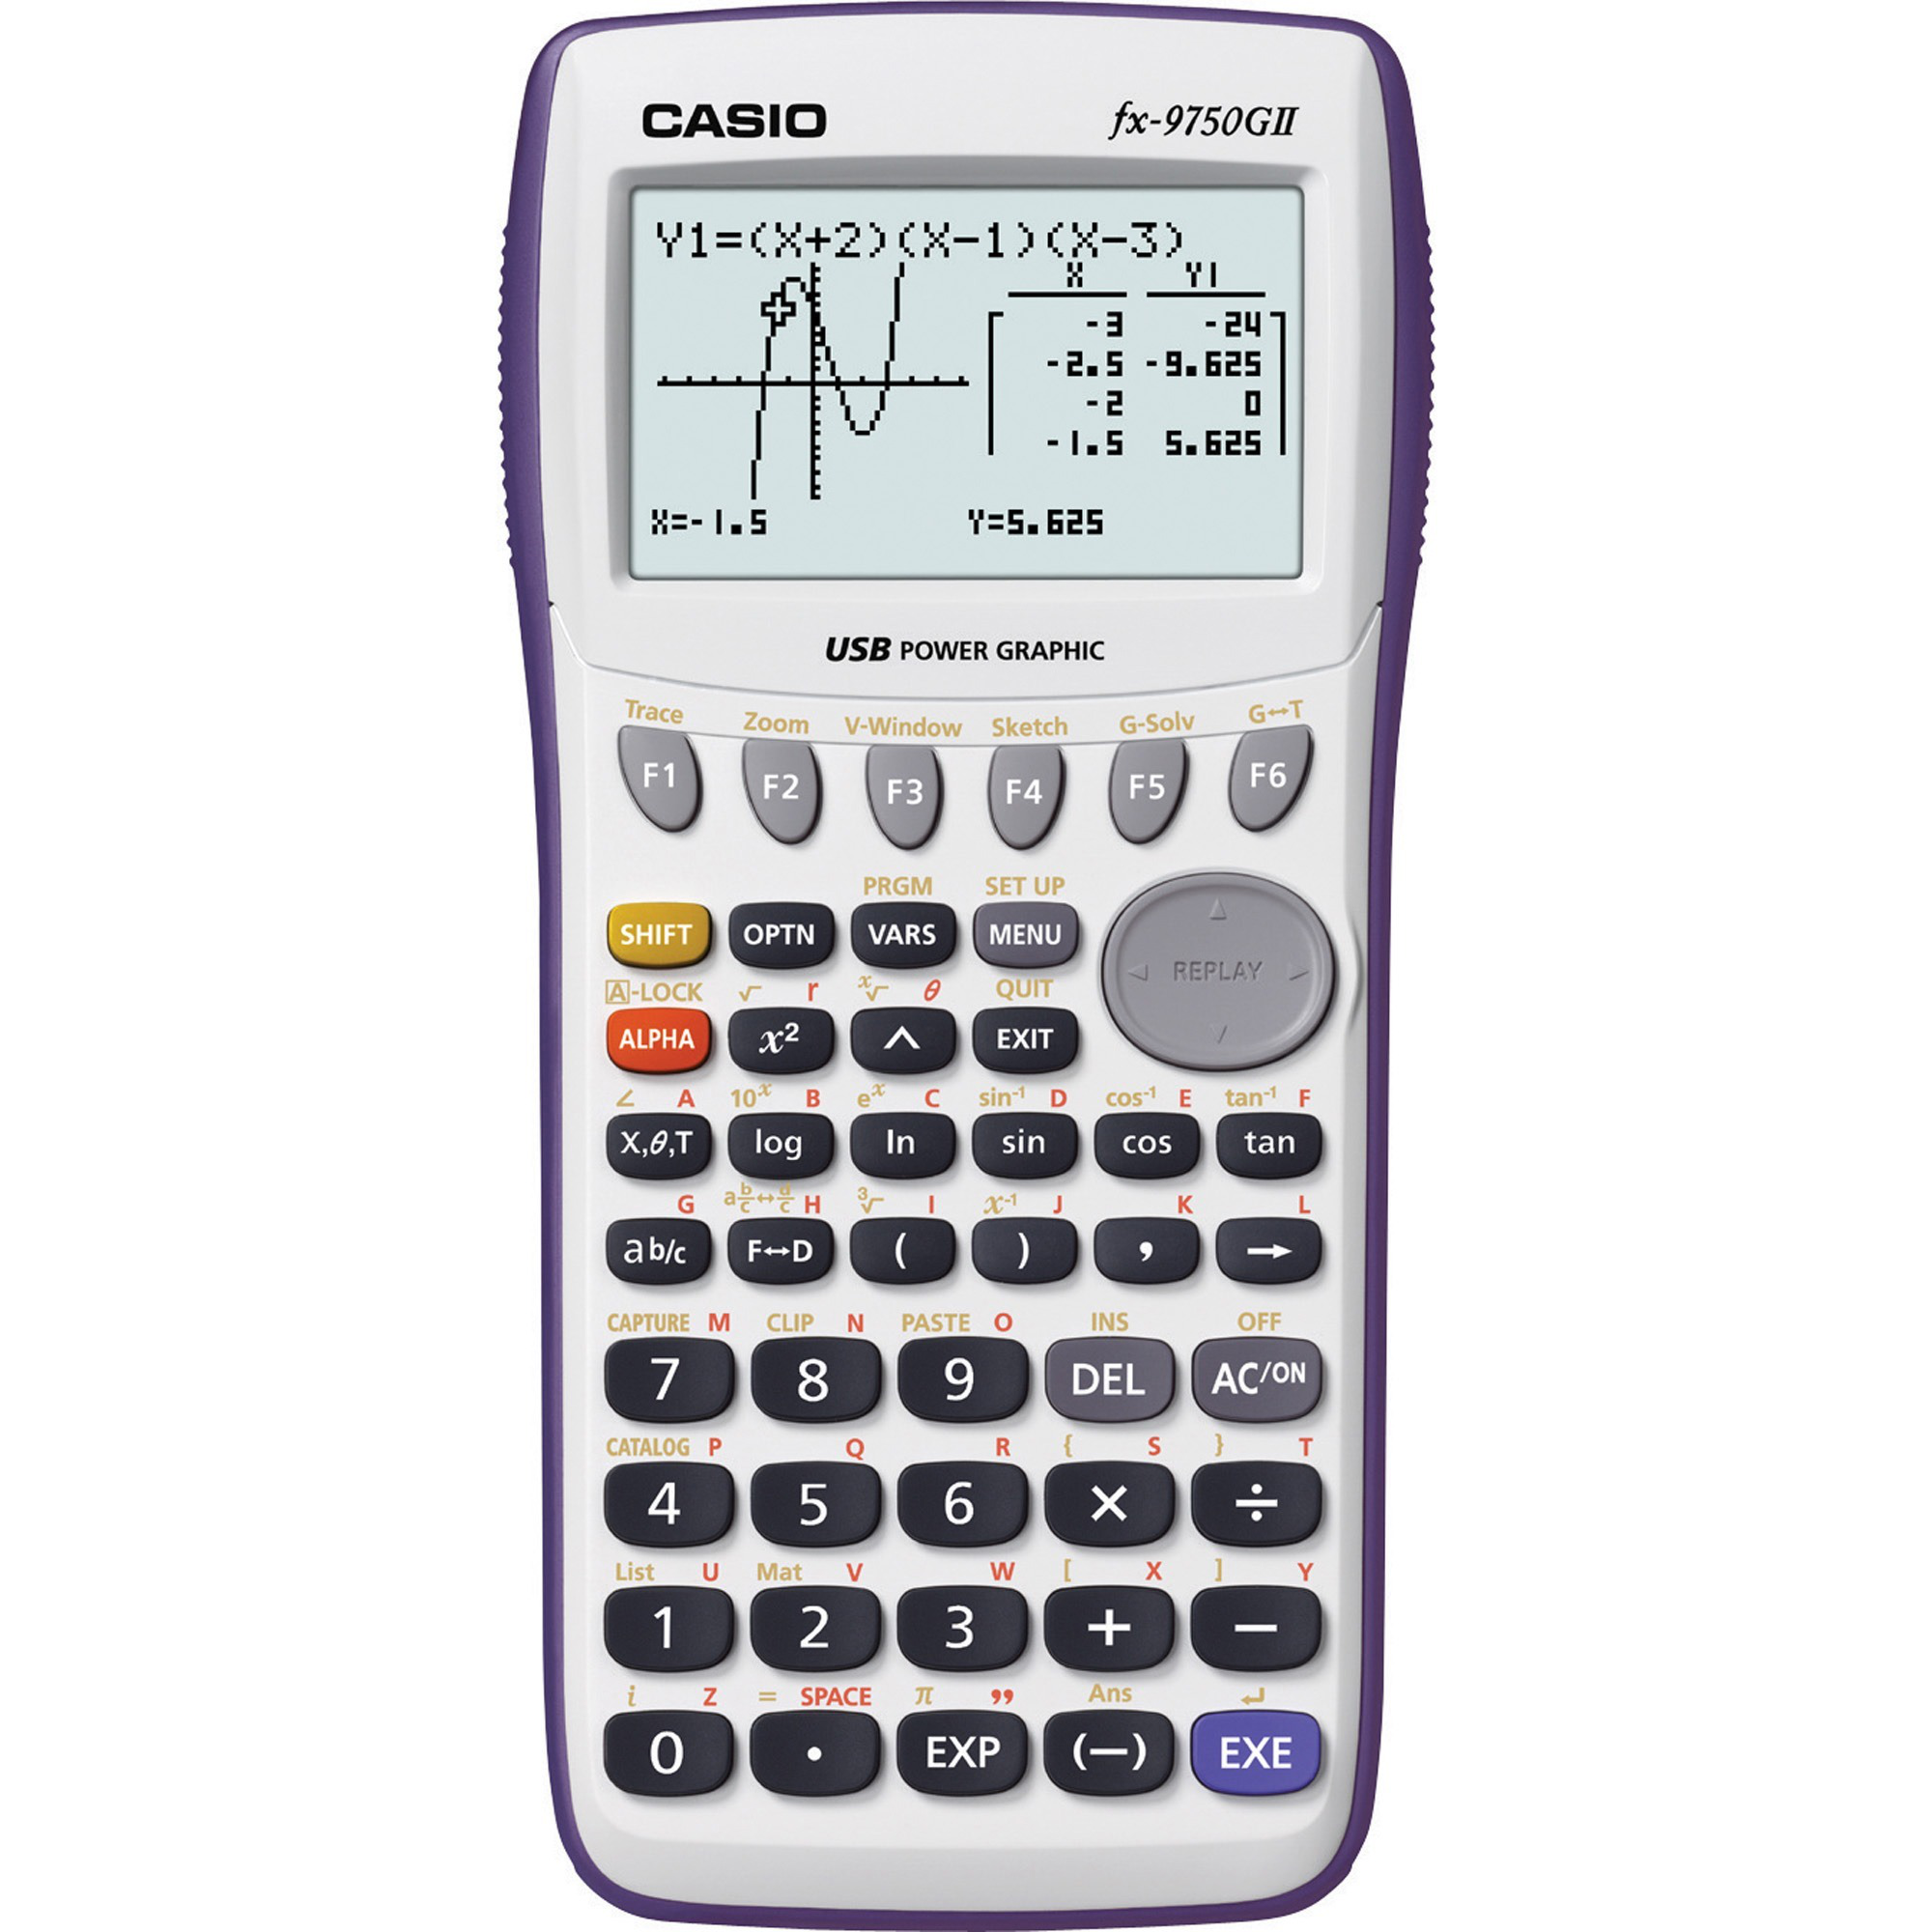 CASIO fx-9750GII
Y1=(X+2)(X-1)(X-3)
X Y1
-3 -24
-2.5 -9.625
-2 0
-1.5 5.625
X=-1.5 Y=5.625
USB POWER GRAPHIC
Trace Zoom V-Window Sketch G-Solv G↔T
F1 F2 F3 F4 F5 F6
PRGM SET UP
SHIFT OPTN VARS MENU
REPLAY
A-LOCK √ r ˣ√ θ QUIT
ALPHA x² ^ EXIT
∠ A 10ˣ B eˣ C sin⁻¹ D cos⁻¹ E tan⁻¹ F
X,θ,T log ln sin cos tan
G a b/c↔d/c H ³√ I x⁻¹ J K L
a b/c F↔D ( ) , →
CAPTURE M CLIP N PASTE O INS OFF
7 8 9 DEL AC/ON
CATALOG P Q R { S } T
4 5 6 × ÷
List U Mat V W [ X ] Y
1 2 3 + −
i Z = SPACE π ” Ans ↵
0 . EXP (−) EXE